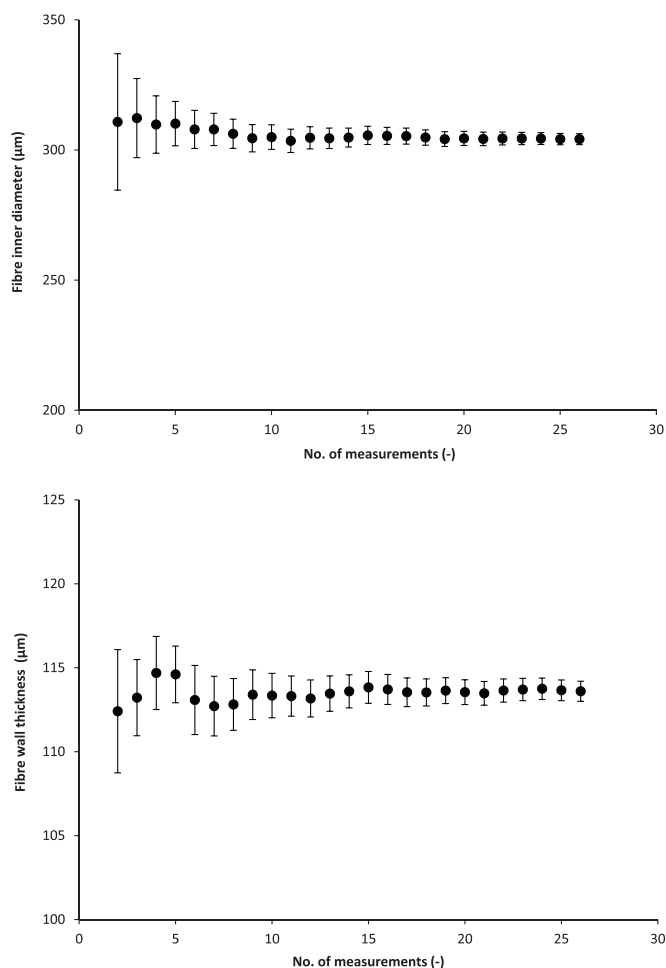 350
300
250
200
Fibre inner diameter (µm)
0 5 10 15 20 25 30
No. of measurements (-)
125
120
115
110
105
100
Fibre wall thickness (µm)
0 5 10 15 20 25 30
No. of measurements (-)